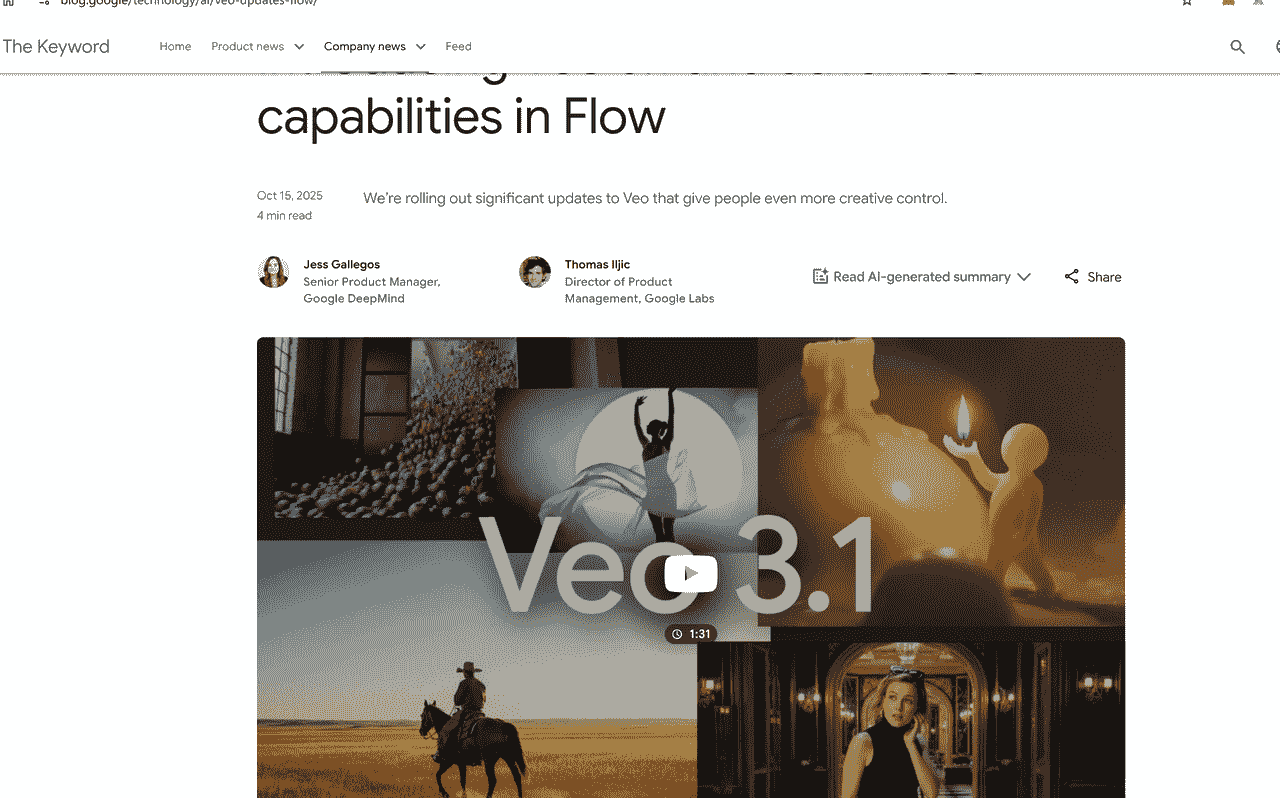 blog.google/technology/ai/veo-updates-flow/
The Keyword
Home
Product news
Company news
Feed
capabilities in Flow
Oct 15, 2025
4 min read
We're rolling out significant updates to Veo that give people even more creative control.
Jess Gallegos
Senior Product Manager,
Google DeepMind
Thomas Iljic
Director of Product
Management, Google Labs
Read AI-generated summary
Share
Veo 3.1
1:31